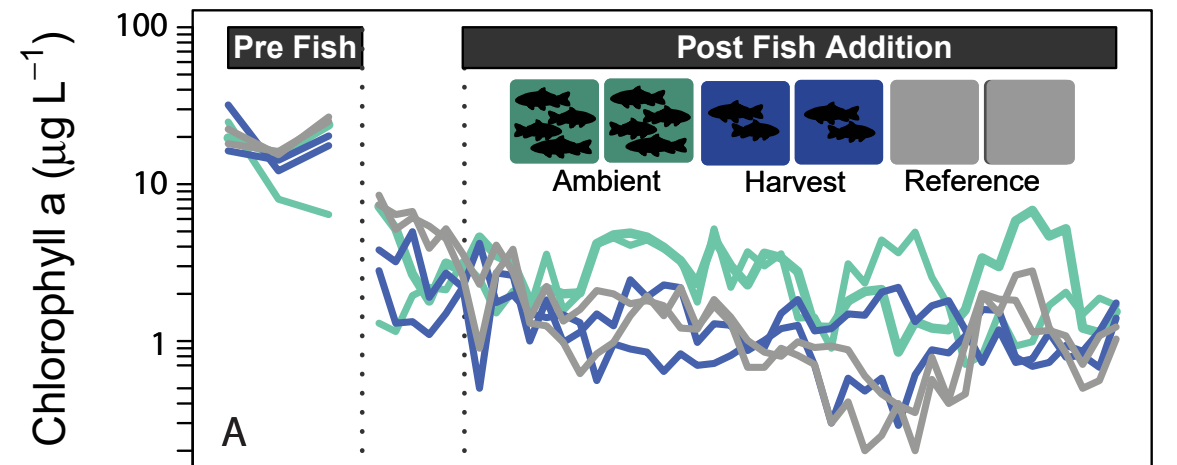 Chlorophyll a (μg L⁻¹)
100
10
1
Pre Fish
Post Fish Addition
Ambient
Harvest
Reference
A